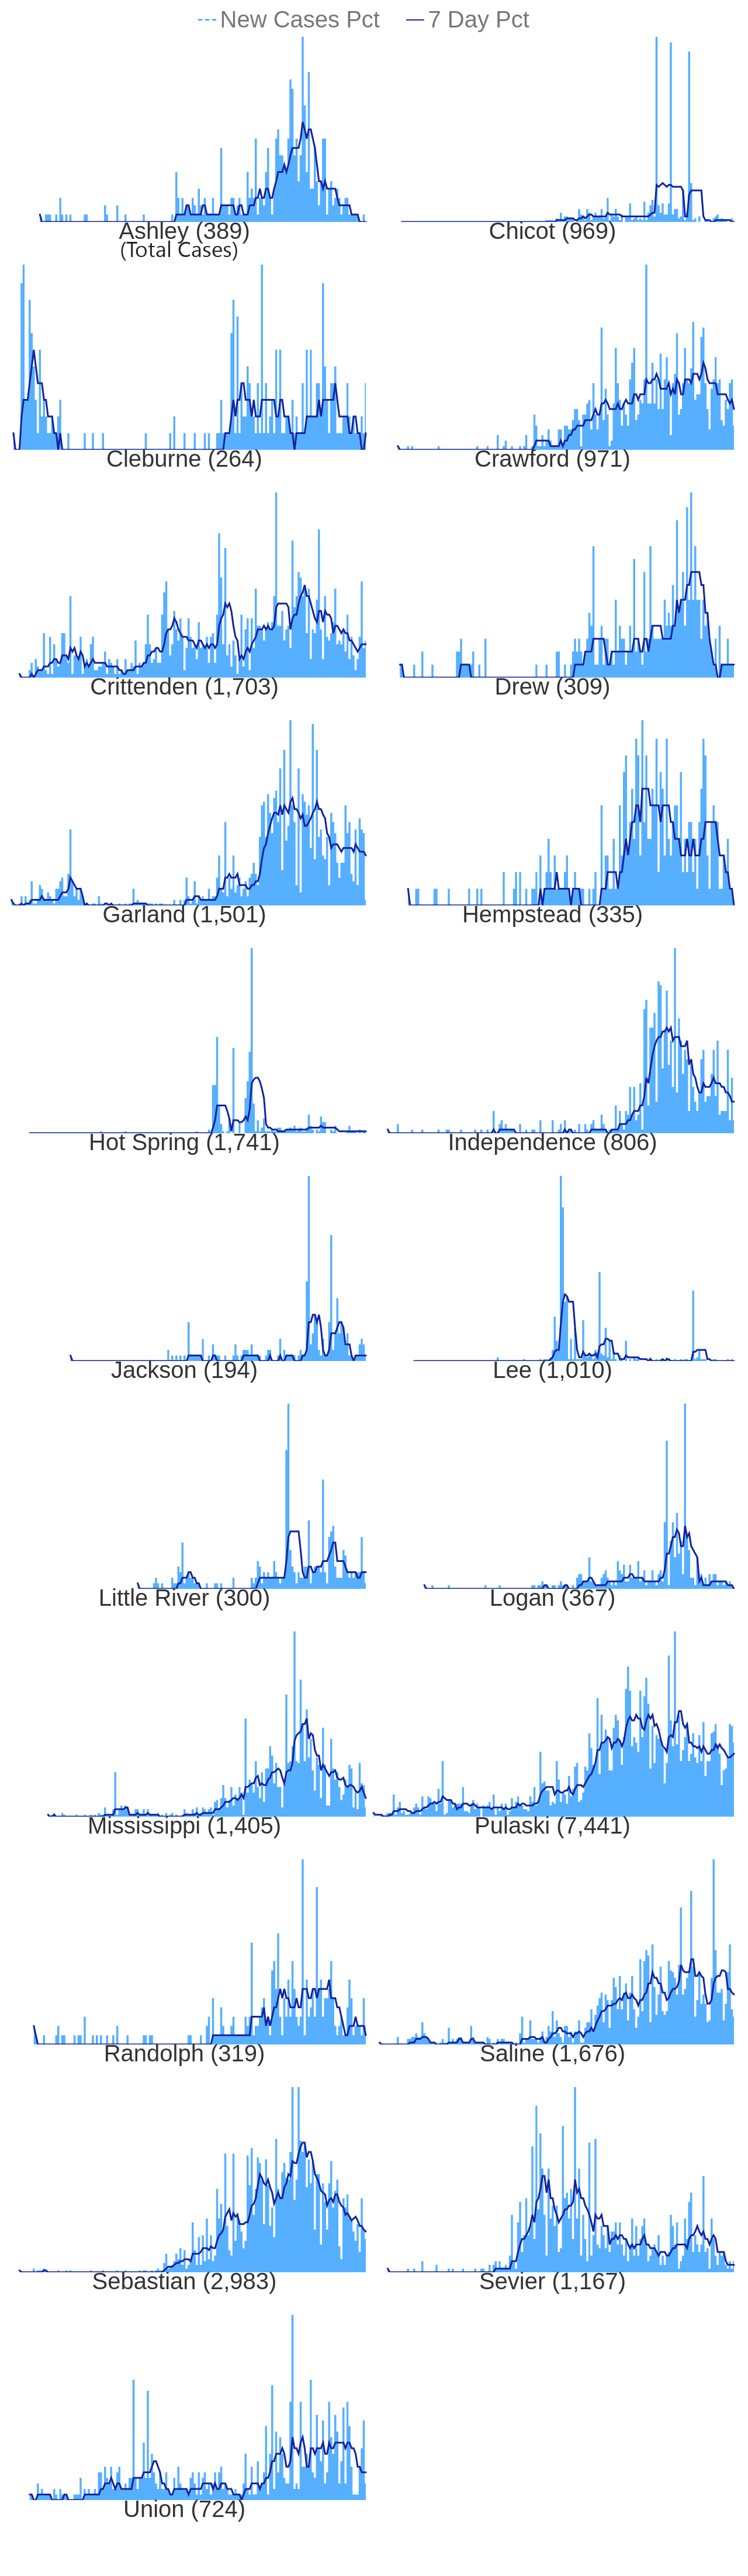 New Cases Pct 7 Day Pct
Ashley (389) Chicot (969)
(Total Cases)
Cleburne (264) Crawford (971)
Crittenden (1,703) Drew (309)
Garland (1,501) Hempstead (335)
Hot Spring (1,741) Independence (806)
Jackson (194) Lee (1,010)
Little River (300) Logan (367)
Mississippi (1,405) Pulaski (7,441)
Randolph (319) Saline (1,676)
Sebastian (2,983) Sevier (1,167)
Union (724)